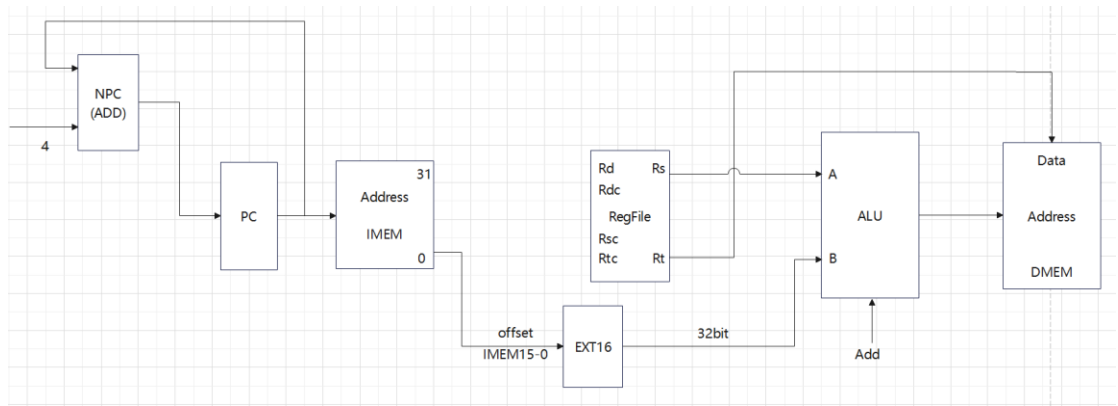 NPC
(ADD)
4
PC
31
Address
IMEM
0
offset
IMEM15-0
EXT16
32bit
Rd Rs
Rdc
RegFile
Rsc
Rtc Rt
A
ALU
B
Add
Data
Address
DMEM